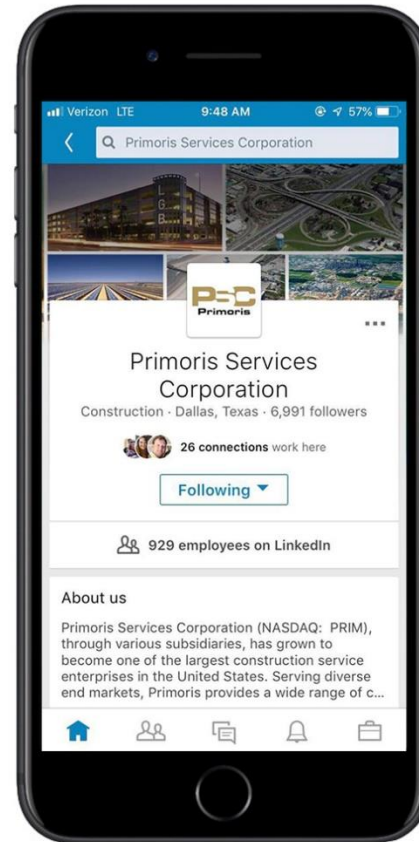 Verizon LTE 9:48 AM 57%
Primoris Services Corporation
LGB
PSC
Primoris
Primoris Services
Corporation
Construction · Dallas, Texas · 6,991 followers
26 connections work here
Following
929 employees on LinkedIn
About us
Primoris Services Corporation (NASDAQ: PRIM),
through various subsidiaries, has grown to
become one of the largest construction service
enterprises in the United States. Serving diverse
end markets, Primoris provides a wide range of c...